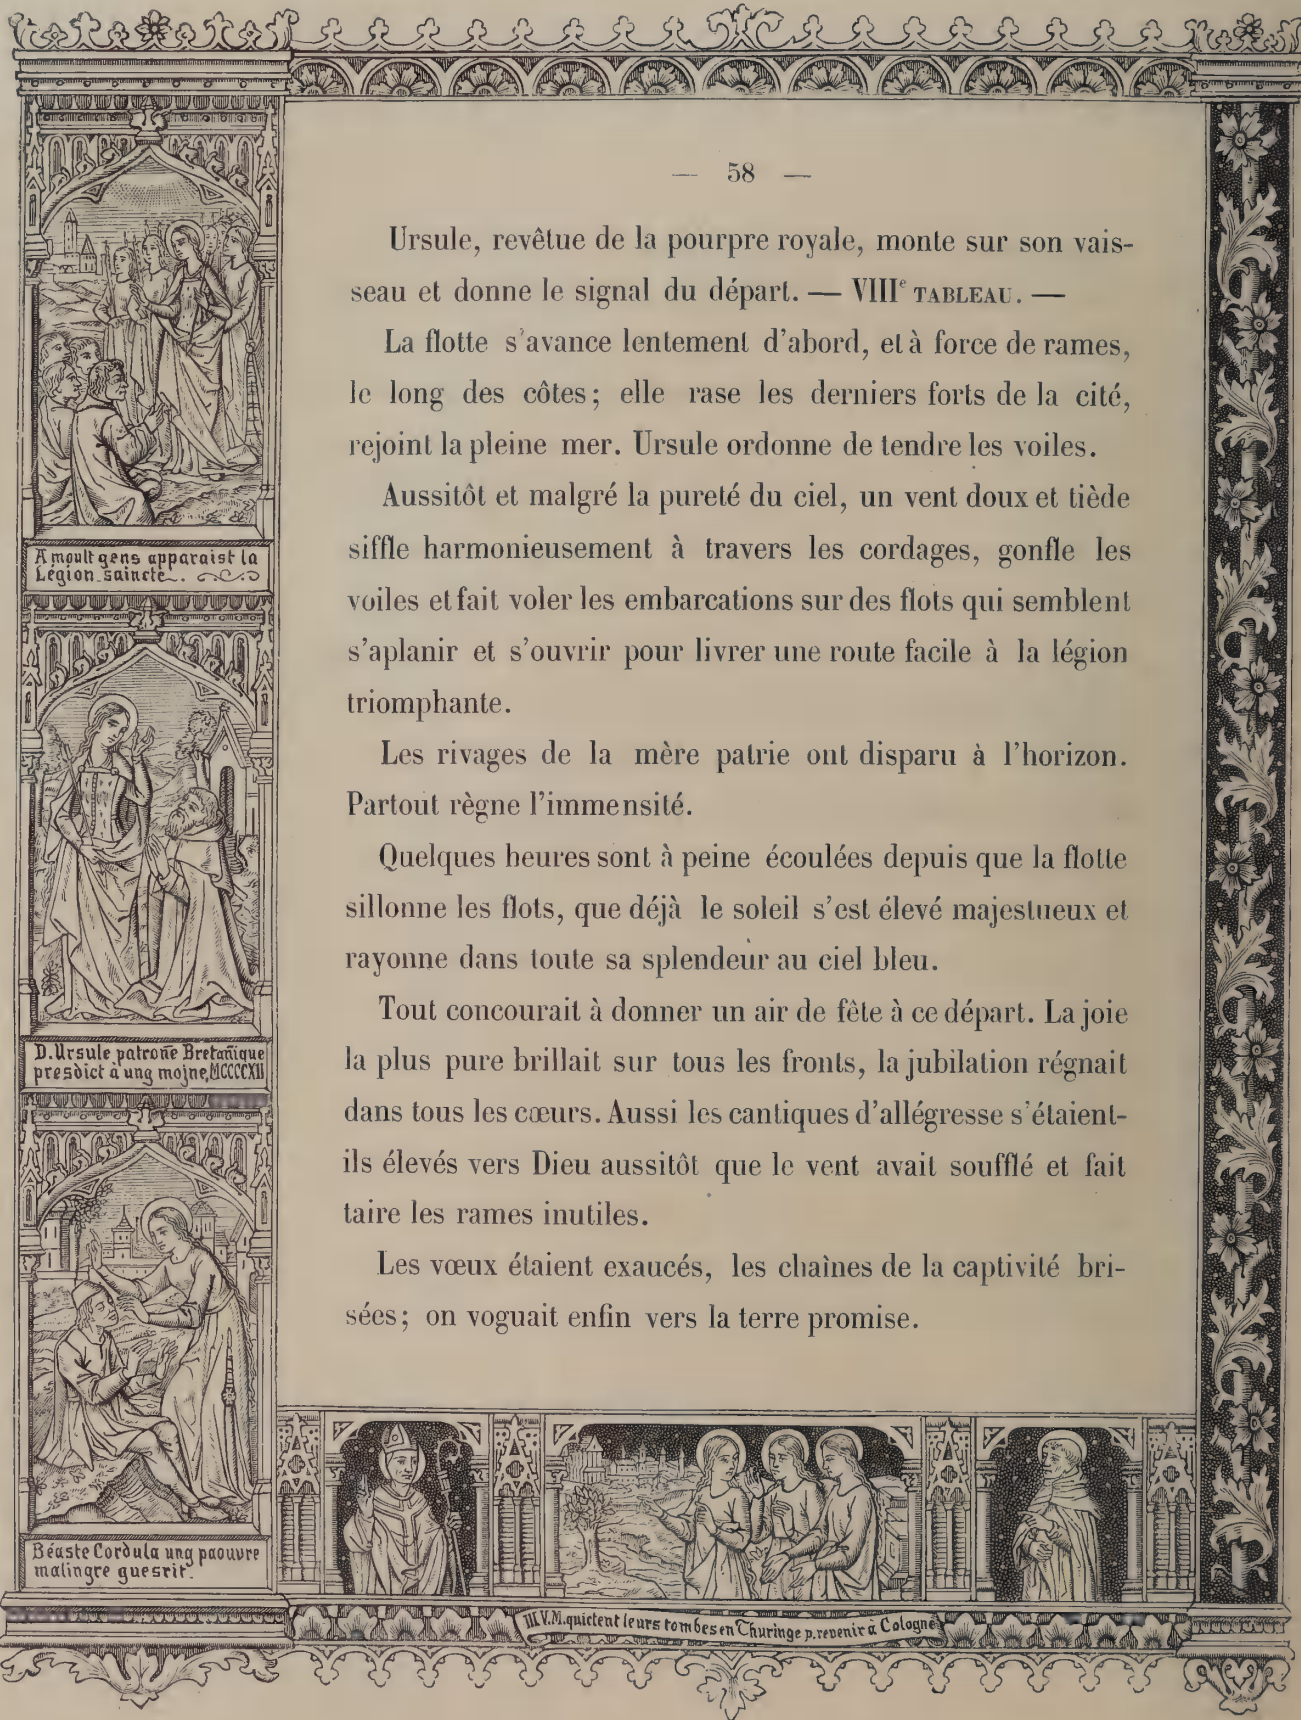 — 58 —
Ursule, revêtue de la pourpre royale, monte sur son vais-
seau et donne le signal du départ. — VIIIe TABLEAU. —
La flotte s'avance lentement d'abord, et à force de rames,
le long des côtes; elle rase les derniers forts de la cité,
rejoint la pleine mer. Ursule ordonne de tendre les voiles.
Aussitôt et malgré la pureté du ciel, un vent doux et tiède
siffle harmonieusement à travers les cordages, gonfle les
voiles et fait voler les embarcations sur des flots qui semblent
s'aplanir et s'ouvrir pour livrer une route facile à la légion
triomphante.
Les rivages de la mère patrie ont disparu à l'horizon.
Partout règne l'immensité.
Quelques heures sont à peine écoulées depuis que la flotte
sillonne les flots, que déjà le soleil s'est élevé majestueux et
rayonne dans toute sa splendeur au ciel bleu.
Tout concourait à donner un air de fête à ce départ. La joie
la plus pure brillait sur tous les fronts, la jubilation régnait
dans tous les cœurs. Aussi les cantiques d'allégresse s'étaient-
ils élevés vers Dieu aussitôt que le vent avait soufflé et fait
taire les rames inutiles.
Les vœux étaient exaucés, les chaînes de la captivité bri-
sées; on voguait enfin vers la terre promise.
A moult gens apparaist la
Légion saincte.
D. Ursule patrone Bretañique
presdict à ung mojne, MCCCCXII
Béaste Cordula ung paouvre
malingre guesrit.
III V.M. quictent leurs tombes en Thuringe p. revenir à Cologne